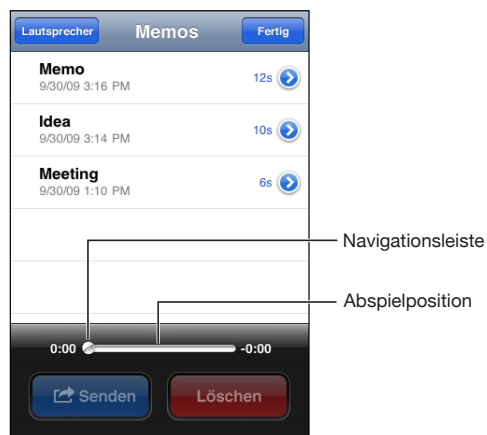 Lautsprecher Memos Fertig
Memo
9/30/09 3:16 PM
12s
Idea
9/30/09 3:14 PM
10s
Meeting
9/30/09 1:10 PM
6s
Navigationsleiste
Abspielposition
0:00 -0:00
Senden Löschen